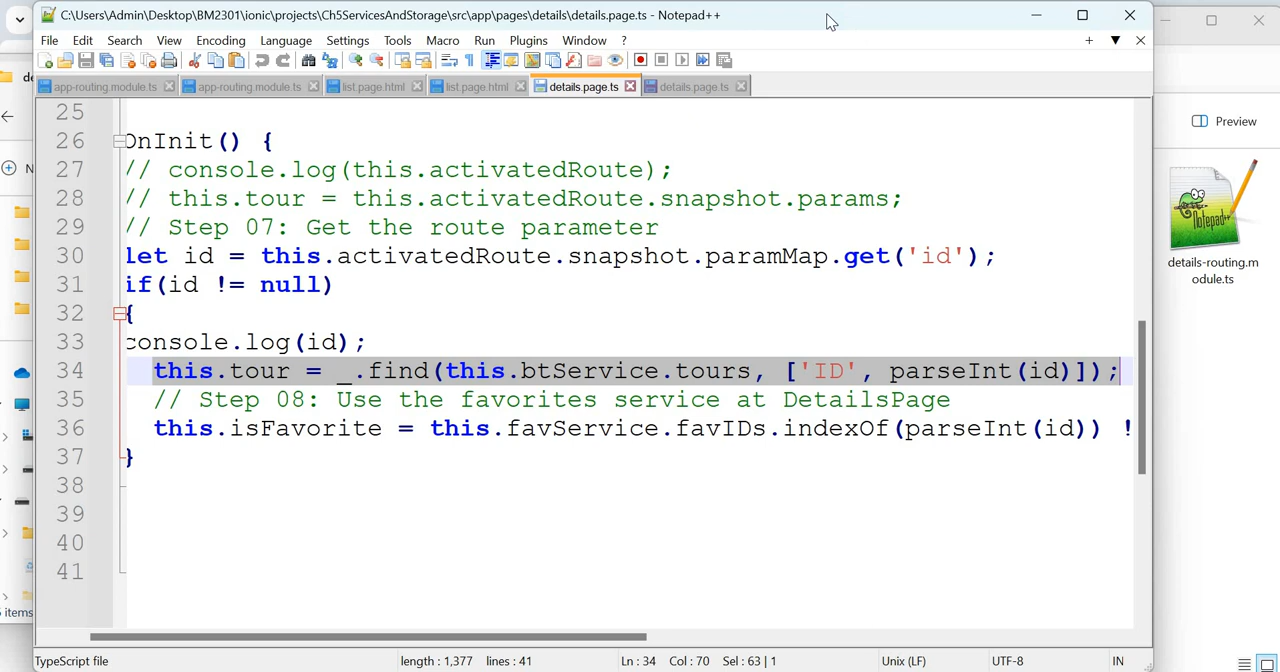 C:\Users\Admin\Desktop\BM2301\ionic\projects\Ch5ServicesAndStorage\src\app\pages\details\details.page.ts - Notepad++
File Edit Search View Encoding Language Settings Tools Macro Run Plugins Window ?
app-routing.module.ts app-routing.module.ts list.page.html list.page.html details.page.ts details.page.ts
25
26 OnInit() {
27 // console.log(this.activatedRoute);
28 // this.tour = this.activatedRoute.snapshot.params;
29 // Step 07: Get the route parameter
30 let id = this.activatedRoute.snapshot.paramMap.get('id');
31 if(id != null)
32 {
33 console.log(id);
34 this.tour = _.find(this.btService.tours, ['ID', parseInt(id)]);
35 // Step 08: Use the favorites service at DetailsPage
36 this.isFavorite = this.favService.favIDs.indexOf(parseInt(id)) !
37 }
38
39
40
41
TypeScript file length : 1,377 lines : 41 Ln : 34 Col : 70 Sel : 63 | 1 Unix (LF) UTF-8 IN
Preview
Notepad++
details-routing.m
odule.ts
de
N
items